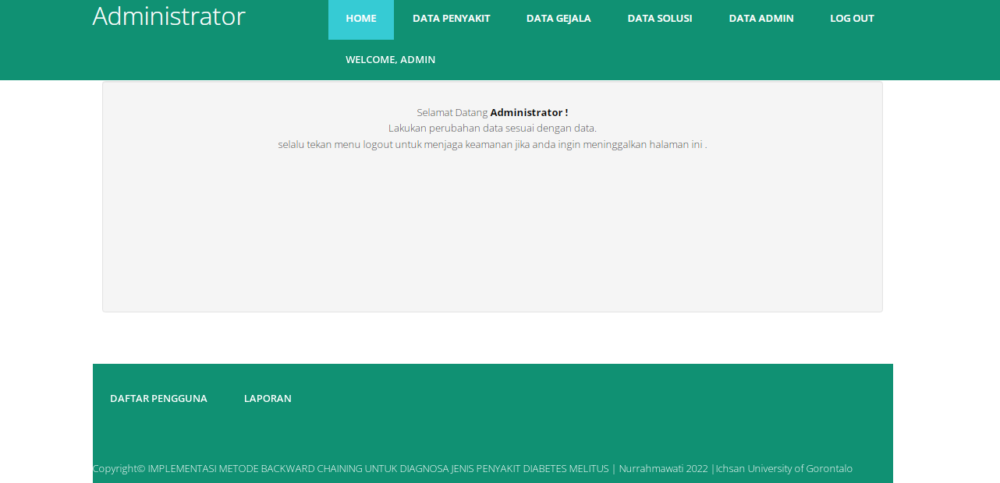 Administrator
HOME DATA PENYAKIT DATA GEJALA DATA SOLUSI DATA ADMIN LOG OUT
WELCOME, ADMIN
Selamat Datang Administrator !
Lakukan perubahan data sesuai dengan data.
selalu tekan menu logout untuk menjaga keamanan jika anda ingin meninggalkan halaman ini .
DAFTAR PENGGUNA LAPORAN
Copyright© IMPLEMENTASI METODE BACKWARD CHAINING UNTUK DIAGNOSA JENIS PENYAKIT DIABETES MELITUS | Nurrahmawati 2022 |Ichsan University of Gorontalo